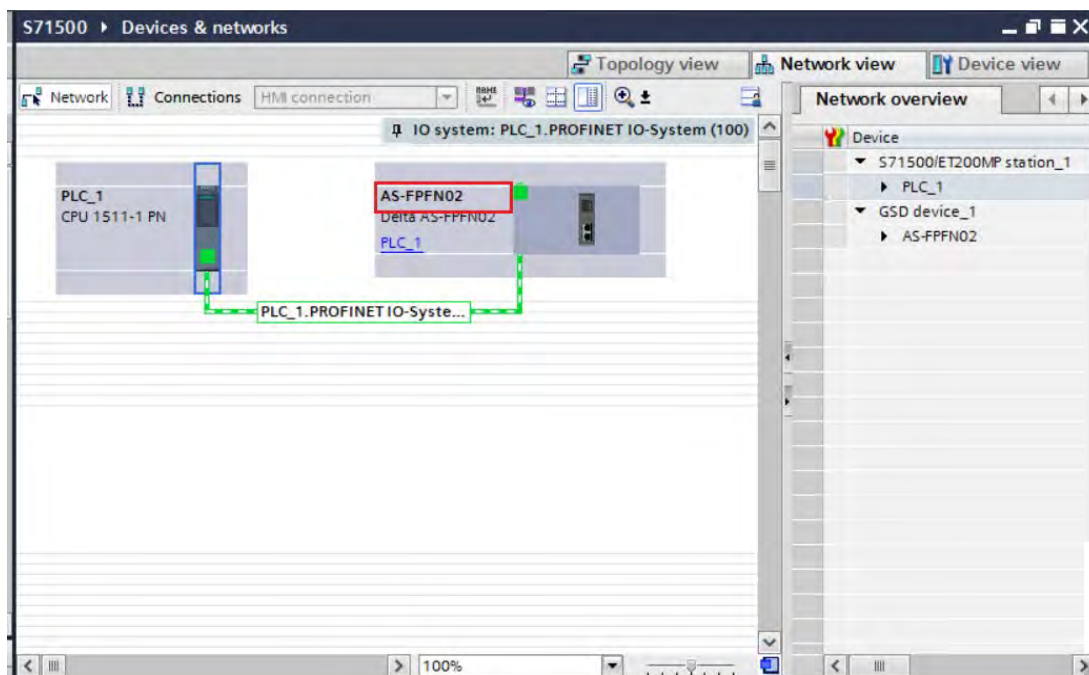 S71500 ▸ Devices & networks
Topology view
Network view
Device view
Network
Connections
HMI connection
Network overview
IO system: PLC_1.PROFINET IO-System (100)
Device
S71500/ET200MP station_1
PLC_1
GSD device_1
AS-FPFN02
PLC_1
CPU 1511-1 PN
AS-FPFN02
Delta AS-FPFN02
PLC_1
PLC_1.PROFINET IO-Syste...
100%